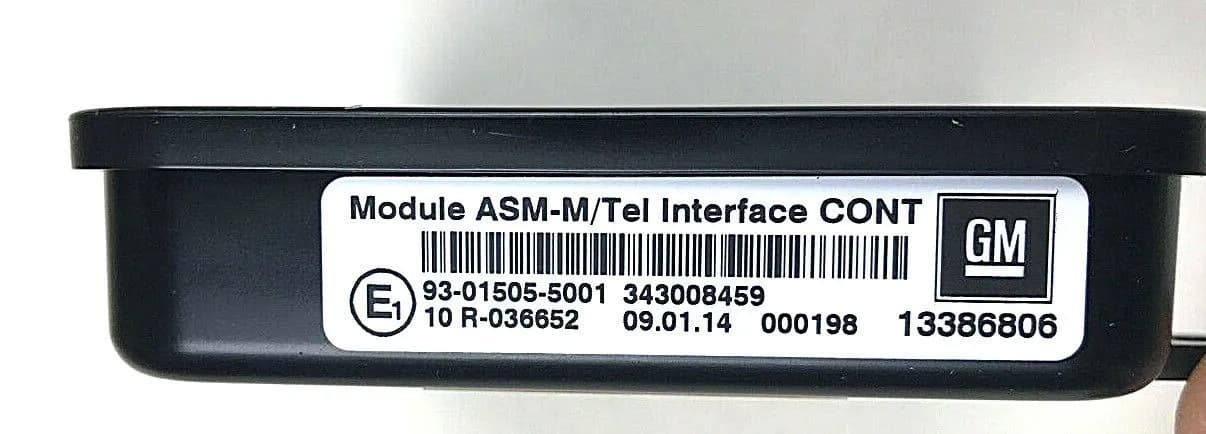 Module ASM-M/Tel Interface CONT
GM
E1
93-01505-5001 343008459
10 R-036652 09.01.14 000198 13386806